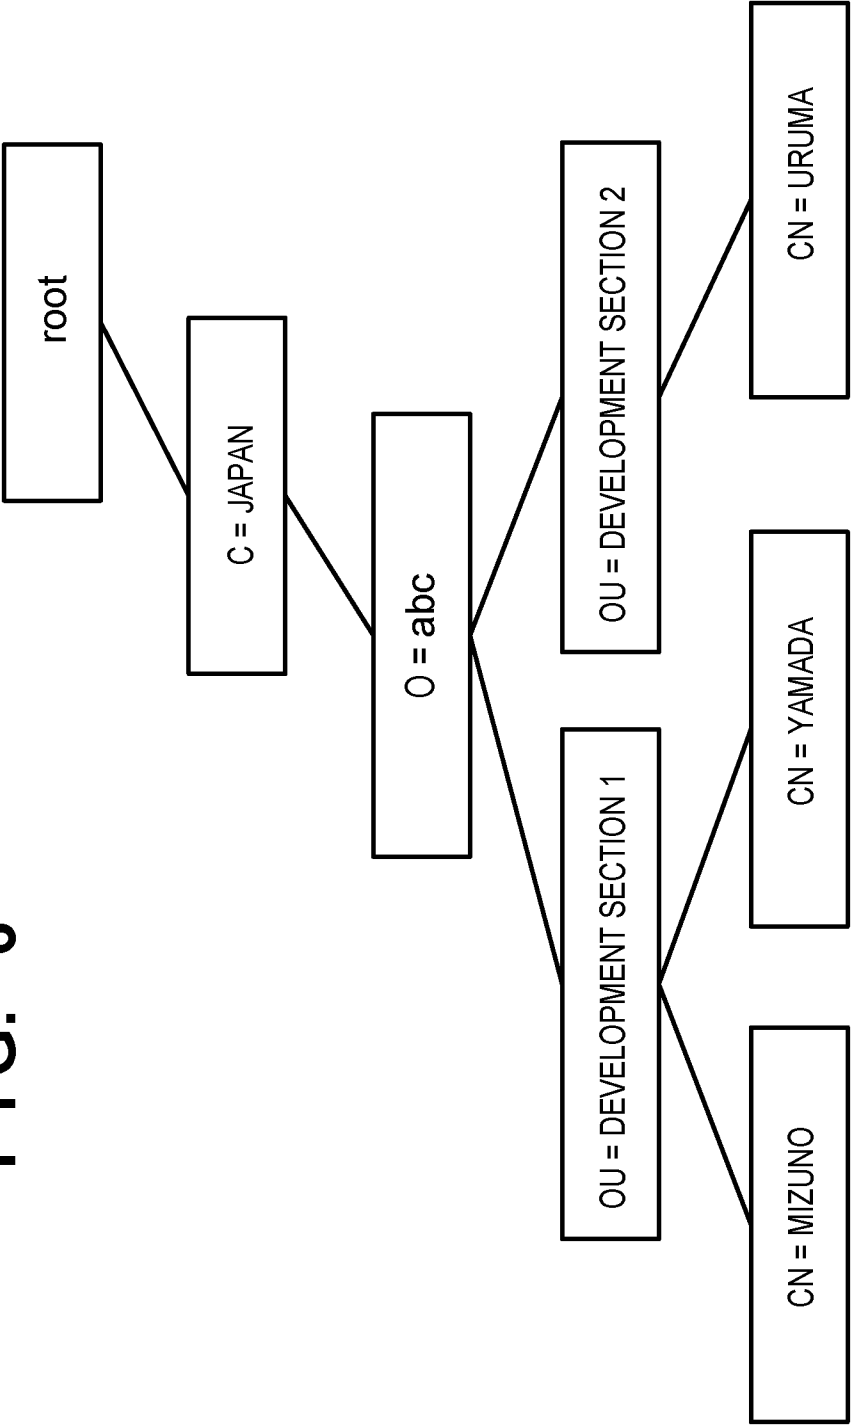 root
C = JAPAN
O = abc
OU = DEVELOPMENT SECTION 1
OU = DEVELOPMENT SECTION 2
CN = MIZUNO
CN = YAMADA
CN = URUMA